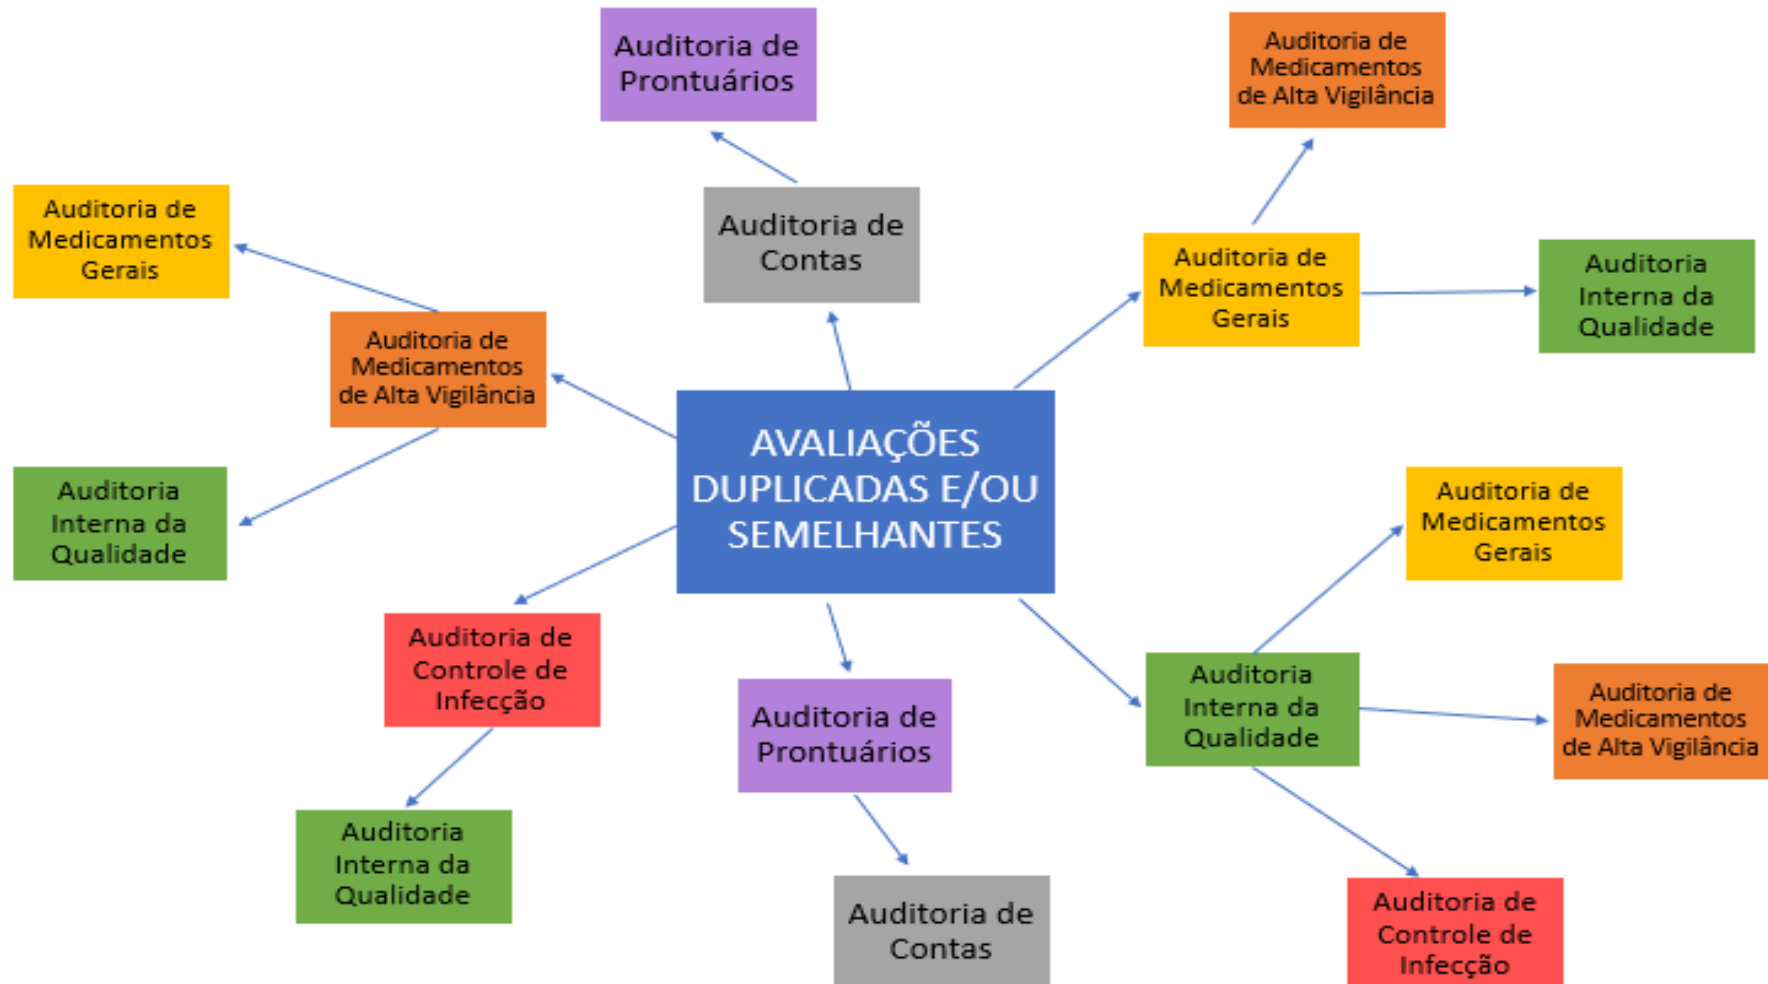 Auditoria de
Prontuários
Auditoria de
Medicamentos
de Alta Vigilância
Auditoria de
Medicamentos
Gerais
Auditoria de
Contas
Auditoria de
Medicamentos
Gerais
Auditoria
Interna da
Qualidade
Auditoria de
Medicamentos
de Alta Vigilância
AVALIAÇÕES
DUPLICADAS E/OU
SEMELHANTES
Auditoria
Interna da
Qualidade
Auditoria de
Medicamentos
Gerais
Auditoria de
Controle de
Infecção
Auditoria de
Prontuários
Auditoria
Interna da
Qualidade
Auditoria de
Medicamentos
de Alta Vigilância
Auditoria
Interna da
Qualidade
Auditoria de
Contas
Auditoria de
Controle de
Infecção